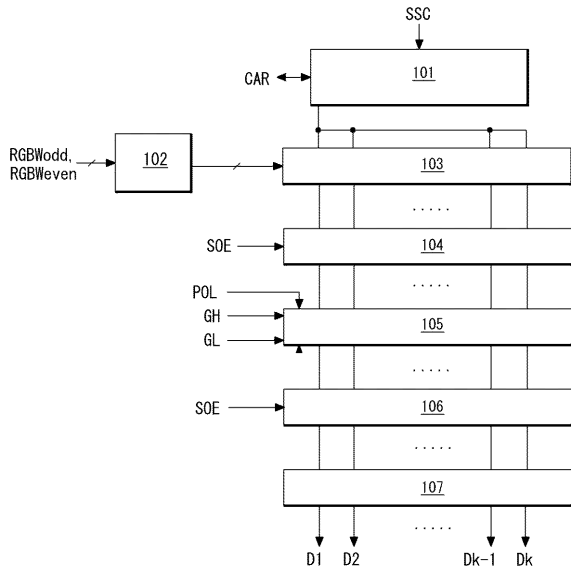 SSC
CAR
101
RGBWodd,
RGBWeven
102
103
.....
SOE
104
.....
POL
GH
GL
105
.....
SOE
106
.....
107
.....
D1 D2 Dk-1 Dk